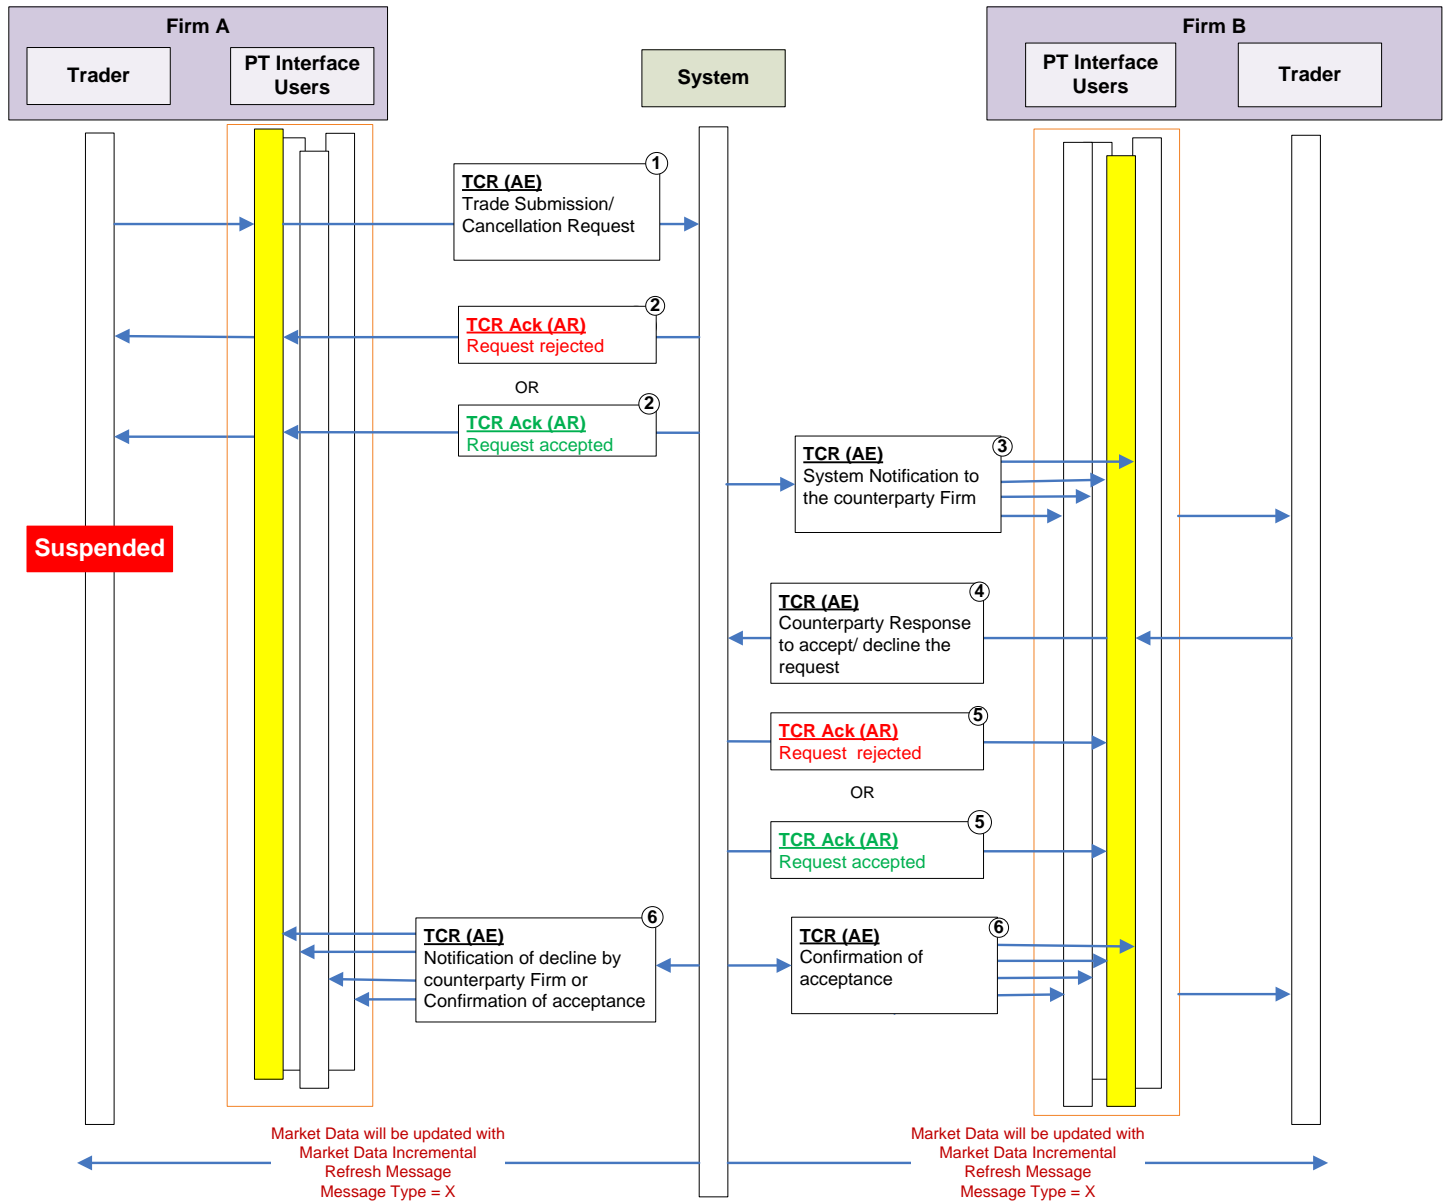 Firm A
Trader
PT Interface
Users
System
Firm B
PT Interface
Users
Trader
1
TCR (AE)
Trade Submission/
Cancellation Request
2
TCR Ack (AR)
Request rejected
OR
2
TCR Ack (AR)
Request accepted
3
TCR (AE)
System Notification to
the counterparty Firm
Suspended
4
TCR (AE)
Counterparty Response
to accept/ decline the
request
5
TCR Ack (AR)
Request  rejected
OR
5
TCR Ack (AR)
Request accepted
6
TCR (AE)
Notification of decline by
counterparty Firm or
Confirmation of acceptance
6
TCR (AE)
Confirmation of
acceptance
Market Data will be updated with
Market Data Incremental
Refresh Message
Message Type = X
Market Data will be updated with
Market Data Incremental
Refresh Message
Message Type = X